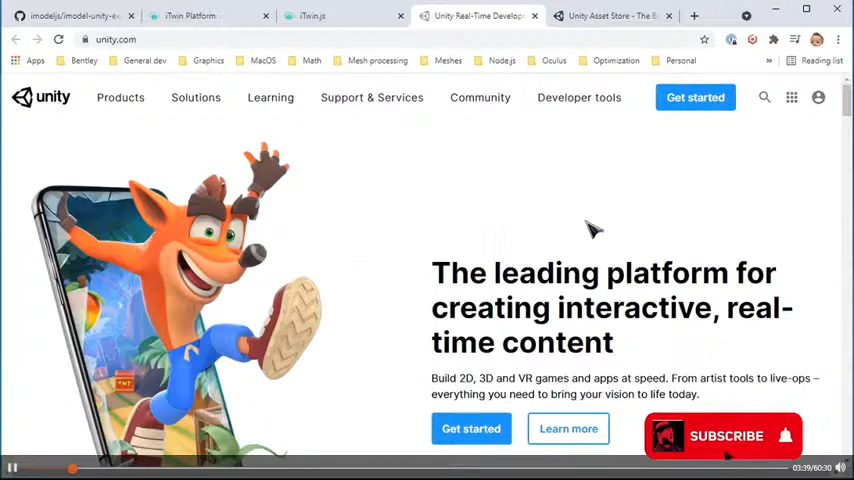 imodeljs/imodel-unity-ex
iTwin Platform
iTwin.js
Unity Real-Time Develop
Unity Asset Store - The B
unity.com
Apps
Bentley
General dev
Graphics
MacOS
Math
Mesh processing
Meshes
Node.js
Oculus
Optimization
Personal
»
Reading list
unity
Products
Solutions
Learning
Support & Services
Community
Developer tools
Get started
TNT
The leading platform for
creating interactive, real-
time content
Build 2D, 3D and VR games and apps at speed. From artist tools to live-ops –
everything you need to bring your vision to life today.
Get started
Learn more
SUBSCRIBE
03:39/60:30